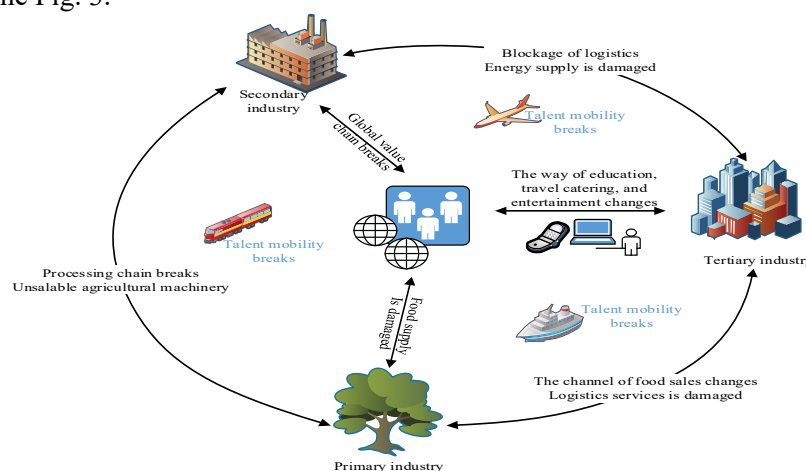 ne Fig. 3.
Blockage of logistics
Energy supply is damaged
Secondary
industry
Talent mobility
breaks
Global value
chain breaks
The way of education,
travel catering, and
entertainment changes
Talent mobility
breaks
Tertiary industry
Processing chain breaks
Unsalable agricultural machinery
Food supply
Is damaged
Talent mobility
breaks
The channel of food sales changes
Logistics services is damaged
Primary industry